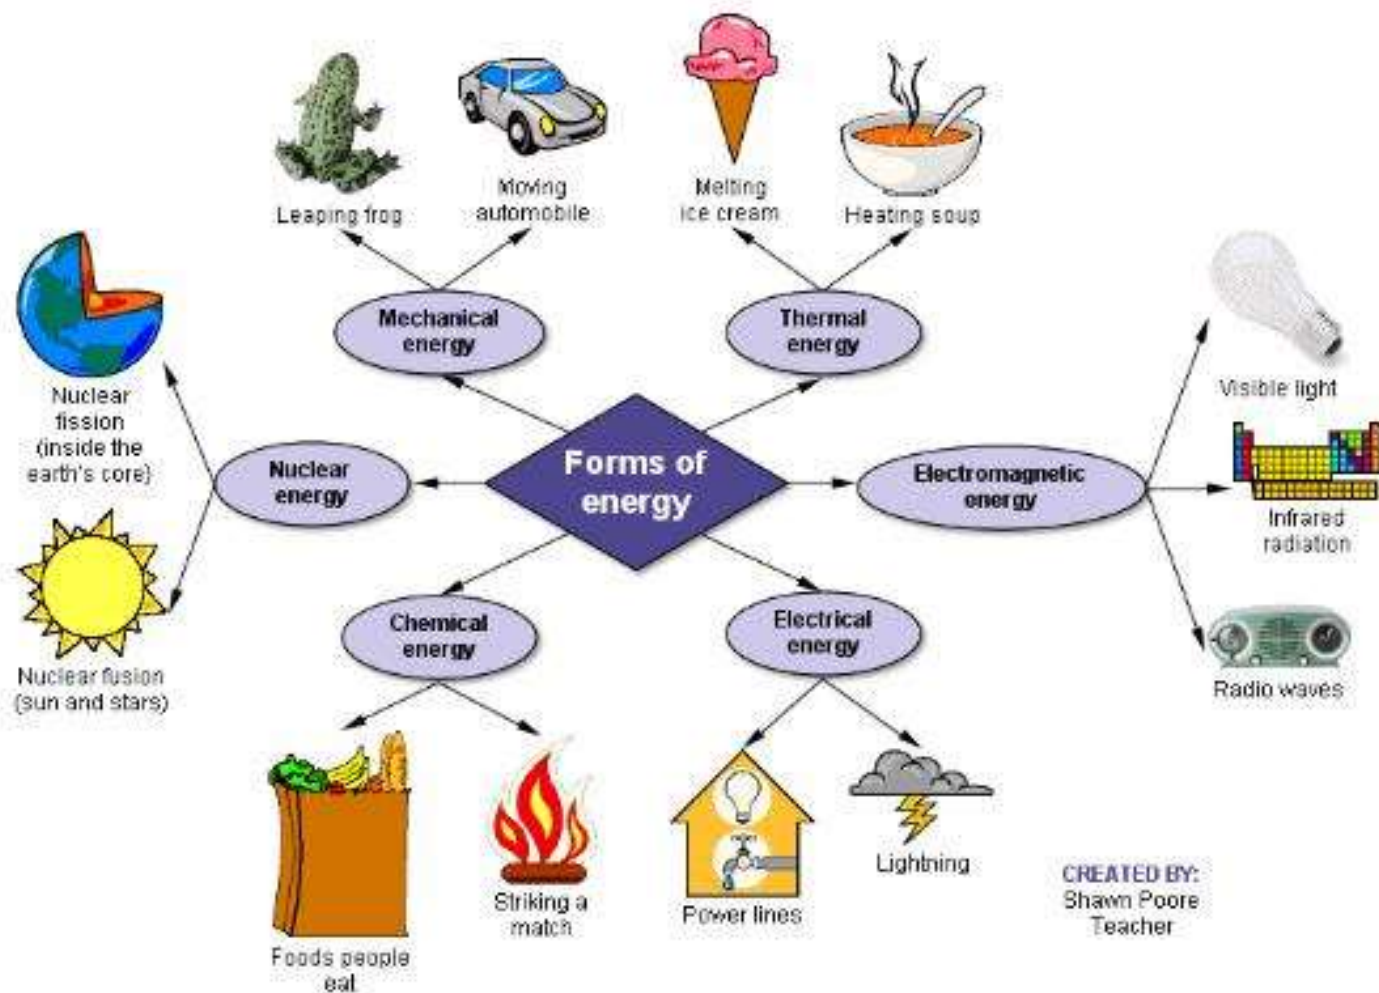 Leaping frog
Moving
automobile
Melting
ice cream
Heating soup
Mechanical
energy
Thermal
energy
Nuclear
fission
(inside the
earth's core)
Nuclear
energy
Forms of
energy
Electromagnetic
energy
Visible light
Infrared
radiation
Radio waves
Nuclear fusion
(sun and stars)
Chemical
energy
Electrical
energy
Foods people
eat
Striking a
match
Power lines
Lightning
CREATED BY:
Shawn Poore
Teacher